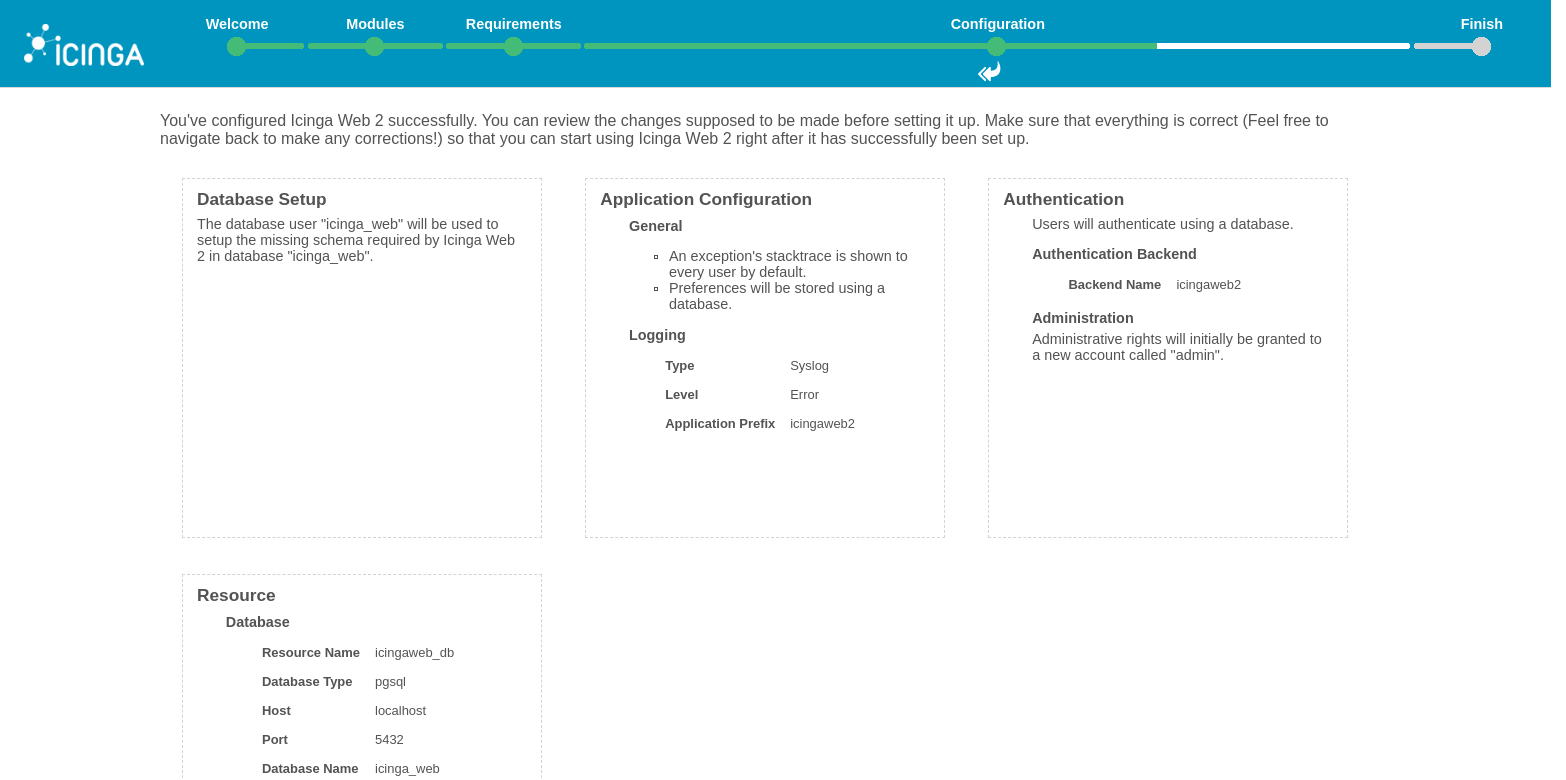 Welcome
Modules
Requirements
Configuration
Finish
ICINGA
You've configured Icinga Web 2 successfully. You can review the changes supposed to be made before setting it up. Make sure that everything is correct (Feel free to
navigate back to make any corrections!) so that you can start using Icinga Web 2 right after it has successfully been set up.
Database Setup
The database user "icinga_web" will be used to
setup the missing schema required by Icinga Web
2 in database "icinga_web".
Application Configuration
General
An exception's stacktrace is shown to
every user by default.
Preferences will be stored using a
database.
Logging
Type Syslog
Level Error
Application Prefix icingaweb2
Authentication
Users will authenticate using a database.
Authentication Backend
Backend Name icingaweb2
Administration
Administrative rights will initially be granted to
a new account called "admin".
Resource
Database
Resource Name icingaweb_db
Database Type pgsql
Host localhost
Port 5432
Database Name icinga_web